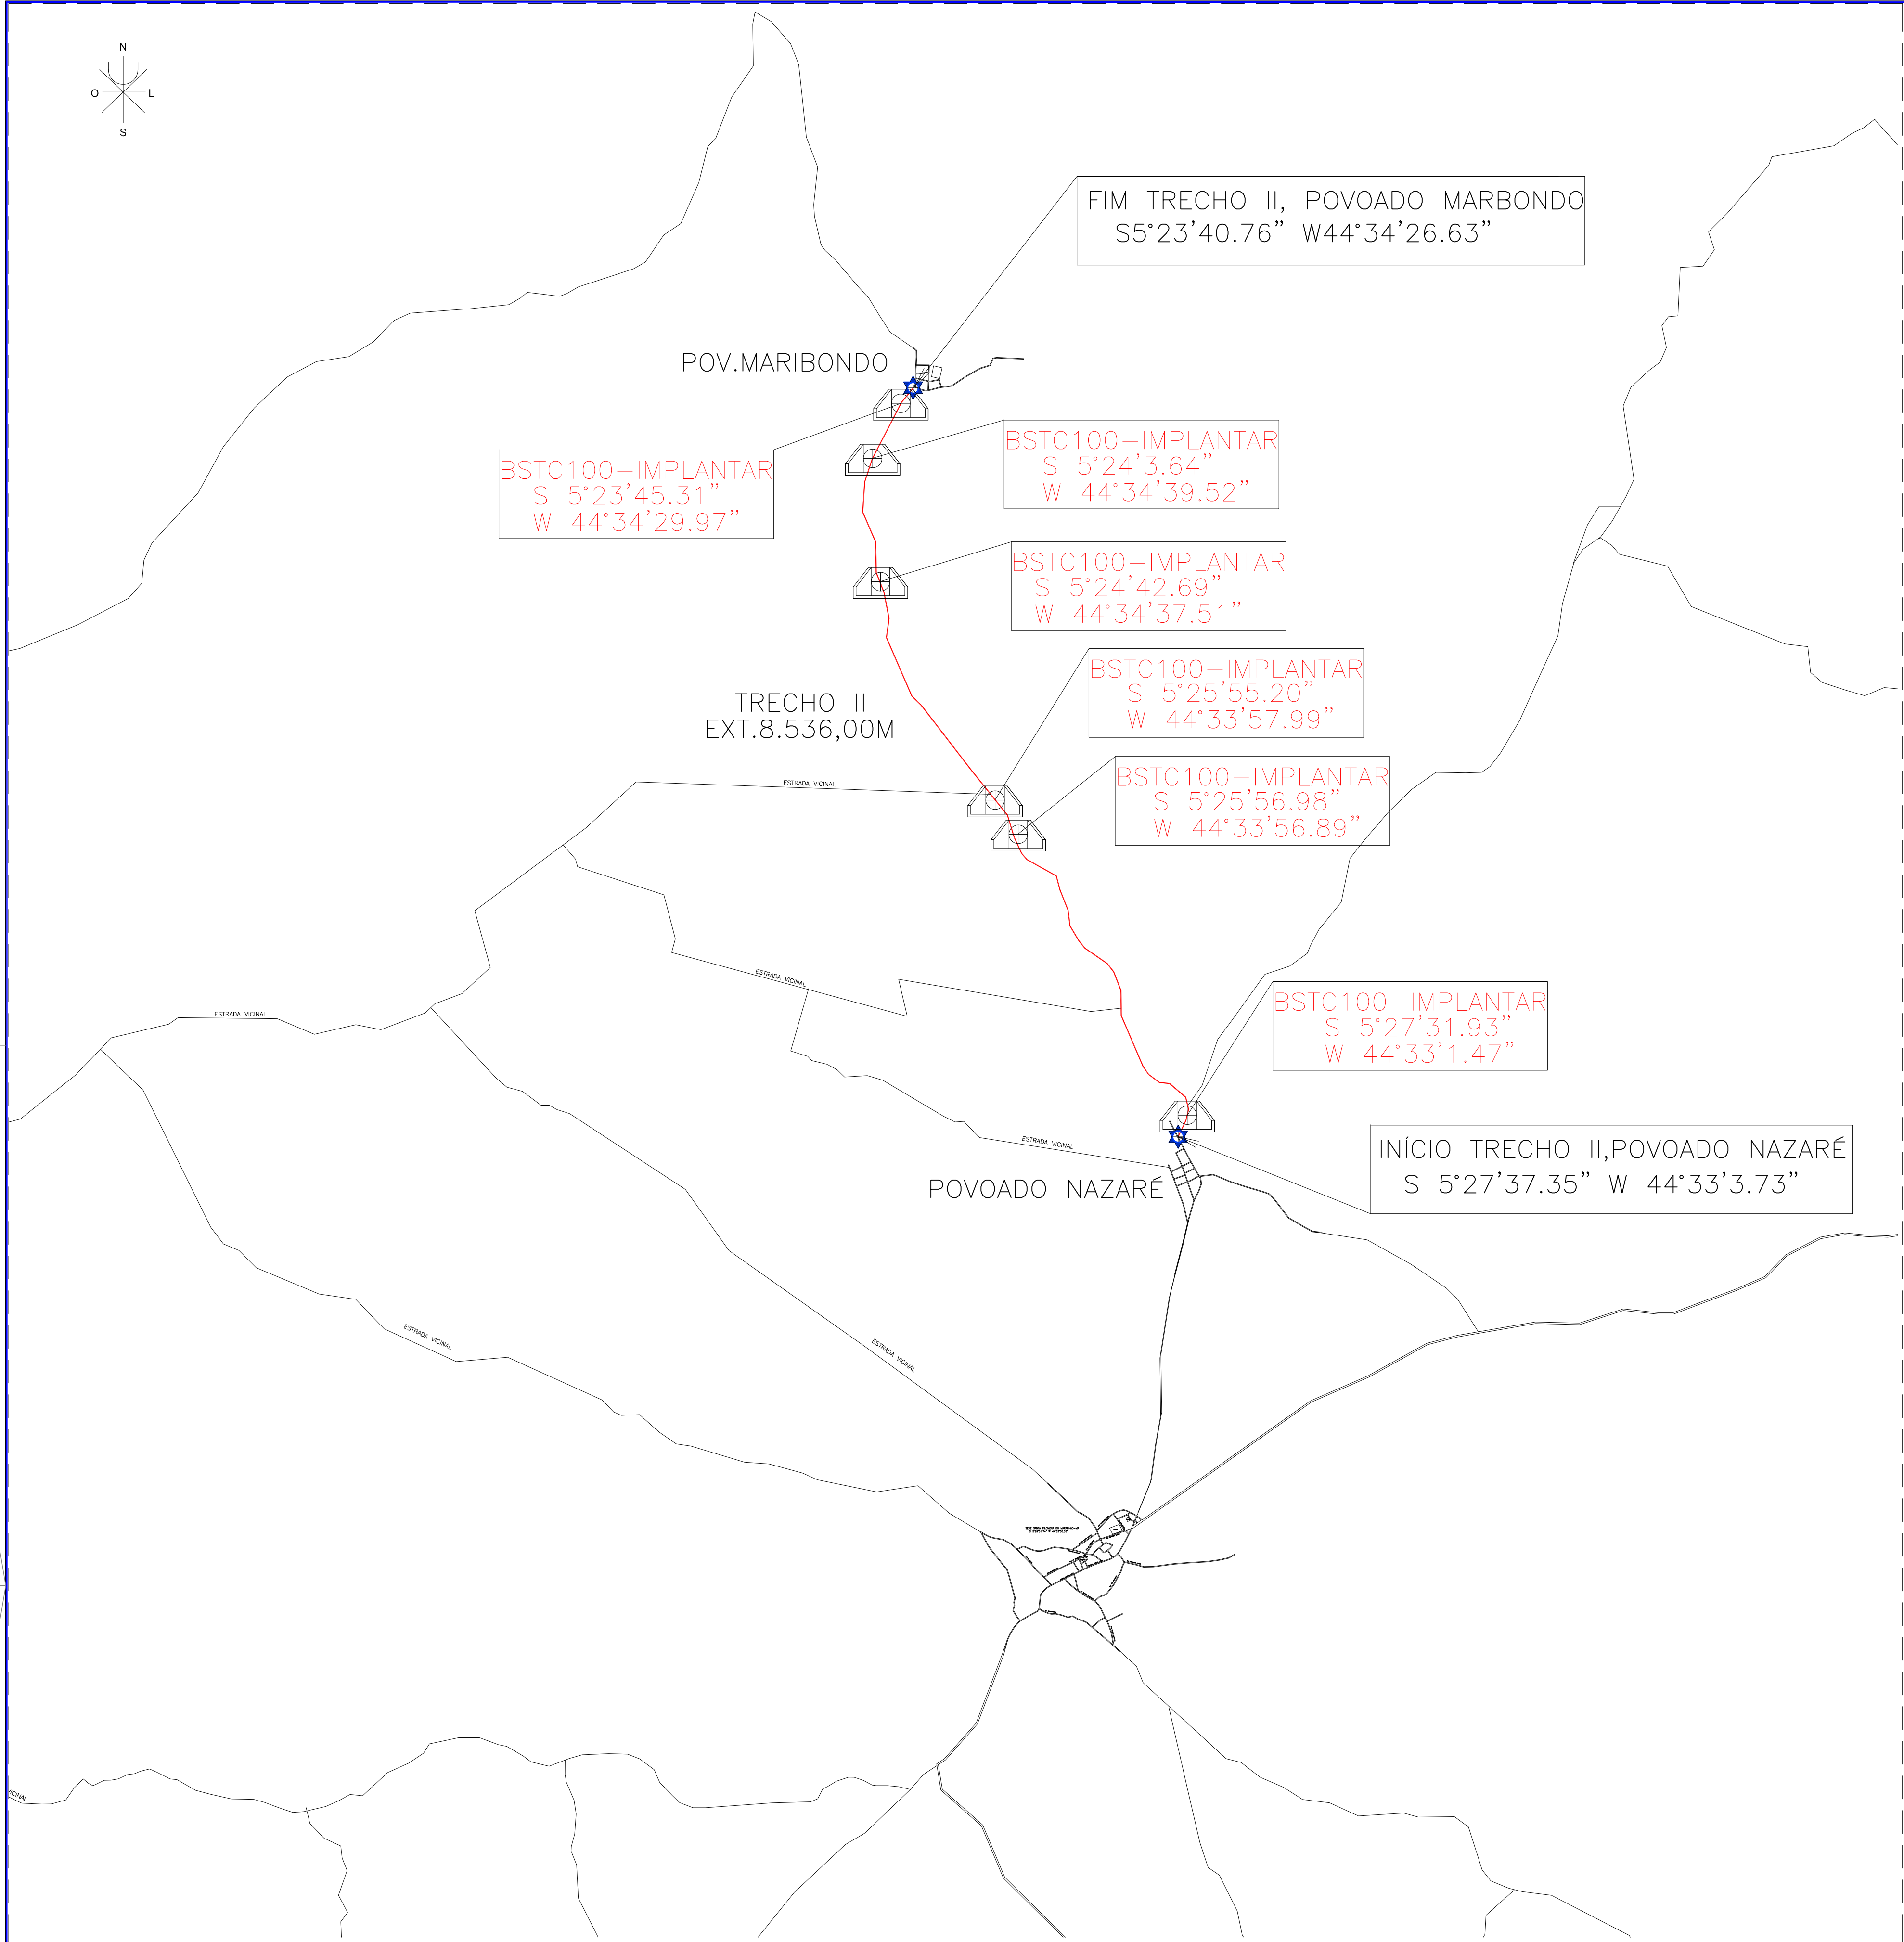 N
O L
S
FIM TRECHO II, POVOADO MARBONDO
S5°23'40.76" W44°34'26.63"
POV.MARIBONDO
BSTC100-IMPLANTAR
S 5°24'3.64"
W 44°34'39.52"
BSTC100-IMPLANTAR
S 5°23'45.31"
W 44°34'29.97"
BSTC100-IMPLANTAR
S 5°24'42.69"
W 44°34'37.51"
BSTC100-IMPLANTAR
S 5°25'55.20"
W 44°33'57.99"
TRECHO II
EXT.8.536,00M
BSTC100-IMPLANTAR
S 5°25'56.98"
W 44°33'56.89"
ESTRADA VICINAL
ESTRADA VICINAL
ESTRADA VICINAL
BSTC100-IMPLANTAR
S 5°27'31.93"
W 44°33'1.47"
ESTRADA VICINAL
INÍCIO TRECHO II,POVOADO NAZARÉ
S 5°27'37.35" W 44°33'3.73"
POVOADO NAZARÉ
ESTRADA VICINAL
ESTRADA VICINAL
VICINAL